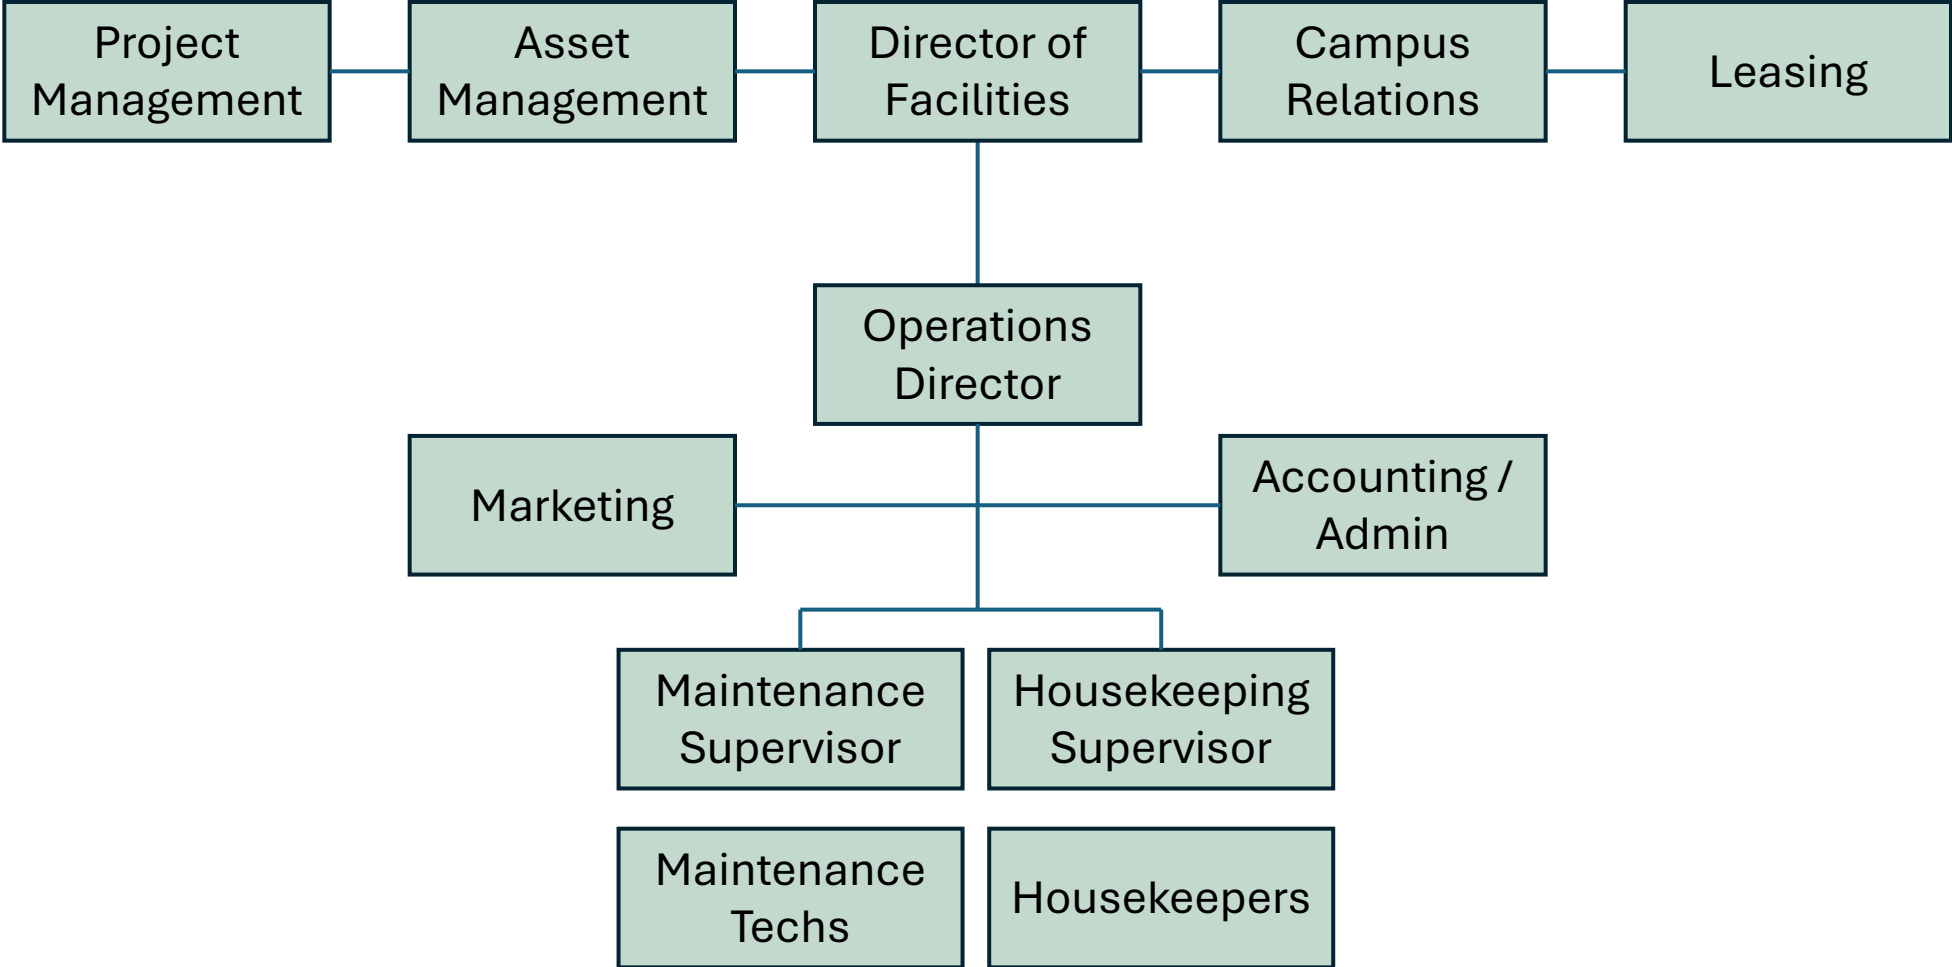 Project
Management
Asset
Management
Director of
Facilities
Campus
Relations
Leasing
Operations
Director
Marketing
Accounting /
Admin
Maintenance
Supervisor
Housekeeping
Supervisor
Maintenance
Techs
Housekeepers